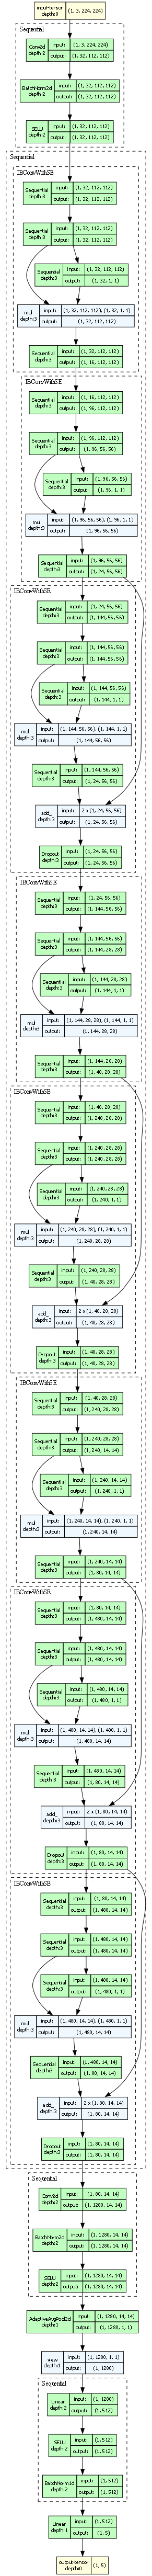 input-tensor depth:0 (1, 3, 224, 224)
Sequential
Conv2d depth:2 input: (1, 3, 224, 224) output: (1, 32, 112, 112)
BatchNorm2d depth:2 input: (1, 32, 112, 112) output: (1, 32, 112, 112)
SELU depth:2 input: (1, 32, 112, 112) output: (1, 32, 112, 112)
Sequential
IBConvWithSE
Sequential depth:3 input: (1, 32, 112, 112) output: (1, 32, 112, 112)
Sequential depth:3 input: (1, 32, 112, 112) output: (1, 32, 112, 112)
Sequential depth:3 input: (1, 32, 112, 112) output: (1, 32, 1, 1)
mul depth:3 input: (1, 32, 112, 112), (1, 32, 1, 1) output: (1, 32, 112, 112)
Sequential depth:3 input: (1, 32, 112, 112) output: (1, 16, 112, 112)
IBConvWithSE
Sequential depth:3 input: (1, 16, 112, 112) output: (1, 96, 112, 112)
Sequential depth:3 input: (1, 96, 112, 112) output: (1, 96, 56, 56)
Sequential depth:3 input: (1, 96, 56, 56) output: (1, 96, 1, 1)
mul depth:3 input: (1, 96, 56, 56), (1, 96, 1, 1) output: (1, 96, 56, 56)
Sequential depth:3 input: (1, 96, 56, 56) output: (1, 24, 56, 56)
IBConvWithSE
Sequential depth:3 input: (1, 24, 56, 56) output: (1, 144, 56, 56)
Sequential depth:3 input: (1, 144, 56, 56) output: (1, 144, 56, 56)
Sequential depth:3 input: (1, 144, 56, 56) output: (1, 144, 1, 1)
mul depth:3 input: (1, 144, 56, 56), (1, 144, 1, 1) output: (1, 144, 56, 56)
Sequential depth:3 input: (1, 144, 56, 56) output: (1, 24, 56, 56)
add_ depth:3 input: 2 x (1, 24, 56, 56) output: (1, 24, 56, 56)
Dropout depth:3 input: (1, 24, 56, 56) output: (1, 24, 56, 56)
IBConvWithSE
Sequential depth:3 input: (1, 24, 56, 56) output: (1, 144, 56, 56)
Sequential depth:3 input: (1, 144, 56, 56) output: (1, 144, 28, 28)
Sequential depth:3 input: (1, 144, 28, 28) output: (1, 144, 1, 1)
mul depth:3 input: (1, 144, 28, 28), (1, 144, 1, 1) output: (1, 144, 28, 28)
Sequential depth:3 input: (1, 144, 28, 28) output: (1, 40, 28, 28)
IBConvWithSE
Sequential depth:3 input: (1, 40, 28, 28) output: (1, 240, 28, 28)
Sequential depth:3 input: (1, 240, 28, 28) output: (1, 240, 28, 28)
Sequential depth:3 input: (1, 240, 28, 28) output: (1, 240, 1, 1)
mul depth:3 input: (1, 240, 28, 28), (1, 240, 1, 1) output: (1, 240, 28, 28)
Sequential depth:3 input: (1, 240, 28, 28) output: (1, 40, 28, 28)
add_ depth:3 input: 2 x (1, 40, 28, 28) output: (1, 40, 28, 28)
Dropout depth:3 input: (1, 40, 28, 28) output: (1, 40, 28, 28)
IBConvWithSE
Sequential depth:3 input: (1, 40, 28, 28) output: (1, 240, 28, 28)
Sequential depth:3 input: (1, 240, 28, 28) output: (1, 240, 14, 14)
Sequential depth:3 input: (1, 240, 14, 14) output: (1, 240, 1, 1)
mul depth:3 input: (1, 240, 14, 14), (1, 240, 1, 1) output: (1, 240, 14, 14)
Sequential depth:3 input: (1, 240, 14, 14) output: (1, 80, 14, 14)
IBConvWithSE
Sequential depth:3 input: (1, 80, 14, 14) output: (1, 480, 14, 14)
Sequential depth:3 input: (1, 480, 14, 14) output: (1, 480, 14, 14)
Sequential depth:3 input: (1, 480, 14, 14) output: (1, 480, 1, 1)
mul depth:3 input: (1, 480, 14, 14), (1, 480, 1, 1) output: (1, 480, 14, 14)
Sequential depth:3 input: (1, 480, 14, 14) output: (1, 80, 14, 14)
add_ depth:3 input: 2 x (1, 80, 14, 14) output: (1, 80, 14, 14)
Dropout depth:3 input: (1, 80, 14, 14) output: (1, 80, 14, 14)
IBConvWithSE
Sequential depth:3 input: (1, 80, 14, 14) output: (1, 480, 14, 14)
Sequential depth:3 input: (1, 480, 14, 14) output: (1, 480, 14, 14)
Sequential depth:3 input: (1, 480, 14, 14) output: (1, 480, 1, 1)
mul depth:3 input: (1, 480, 14, 14), (1, 480, 1, 1) output: (1, 480, 14, 14)
Sequential depth:3 input: (1, 480, 14, 14) output: (1, 80, 14, 14)
add_ depth:3 input: 2 x (1, 80, 14, 14) output: (1, 80, 14, 14)
Dropout depth:3 input: (1, 80, 14, 14) output: (1, 80, 14, 14)
Sequential
Conv2d depth:2 input: (1, 80, 14, 14) output: (1, 1280, 14, 14)
BatchNorm2d depth:2 input: (1, 1280, 14, 14) output: (1, 1280, 14, 14)
SELU depth:2 input: (1, 1280, 14, 14) output: (1, 1280, 14, 14)
AdaptiveAvgPool2d depth:1 input: (1, 1280, 14, 14) output: (1, 1280, 1, 1)
view depth:1 input: (1, 1280, 1, 1) output: (1, 1280)
Sequential
Linear depth:2 input: (1, 1280) output: (1, 512)
SELU depth:2 input: (1, 512) output: (1, 512)
BatchNorm1d depth:2 input: (1, 512) output: (1, 512)
Linear depth:1 input: (1, 512) output: (1, 5)
output-tensor depth:0 (1, 5)